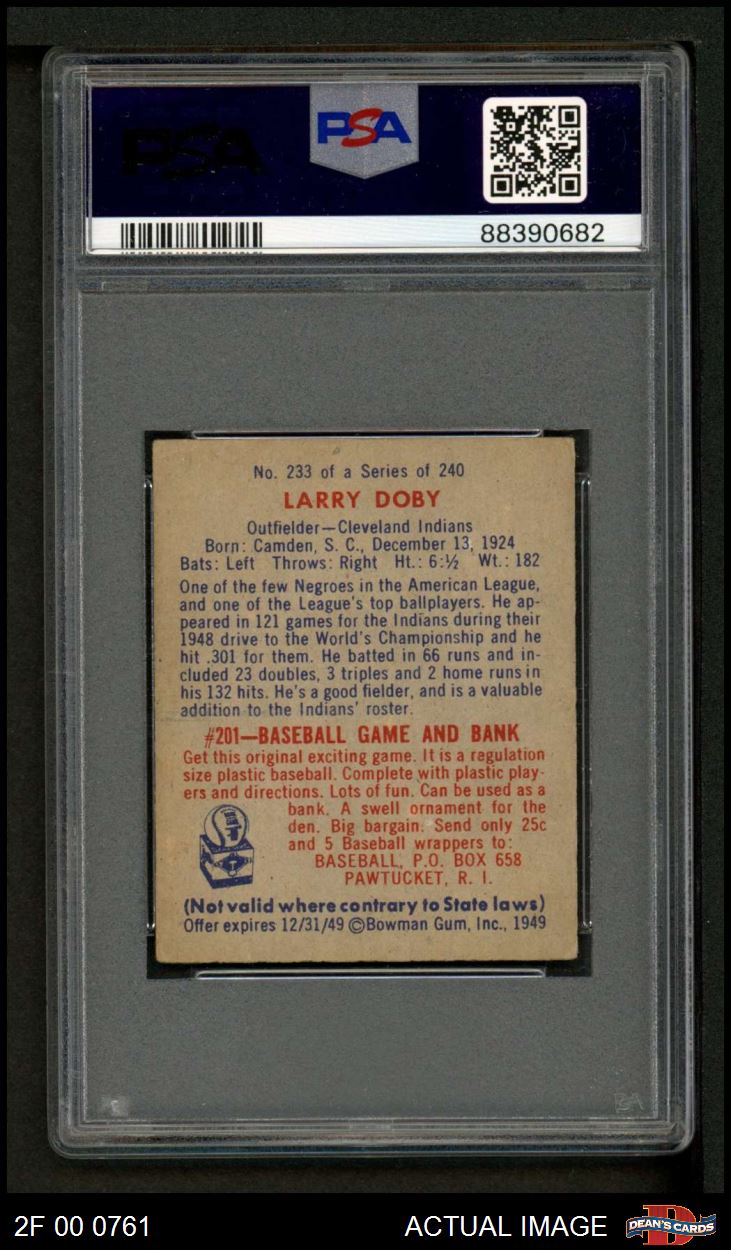 PSA
PSA
88390682
No. 233 of a Series of 240
LARRY DOBY
Outfielder—Cleveland Indians
Born: Camden, S. C., December 13, 1924
Bats: Left Throws: Right Ht.: 6:½ Wt.: 182
One of the few Negroes in the American League,
and one of the League's top ballplayers. He ap-
peared in 121 games for the Indians during their
1948 drive to the World's Championship and he
hit .301 for them. He batted in 66 runs and in-
cluded 23 doubles, 3 triples and 2 home runs in
his 132 hits. He's a good fielder, and is a valuable
addition to the Indians' roster.
#201—BASEBALL GAME AND BANK
Get this original exciting game. It is a ragulation
size plastic baseball. Complete with plastic play-
ers and directions. Lots of fun. Can be used as a
bank. A swell ornament for the
den. Big bargain. Send only 25c
and 5 Baseball wrappers to:
BASEBALL, P.O. BOX 658
PAWTUCKET, R. I.
(Not valid where contrary to State laws)
Offer expires 12/31/49 ©Bowman Gum, Inc., 1949
2F 00 0761
ACTUAL IMAGE
DEAN'S CARDS